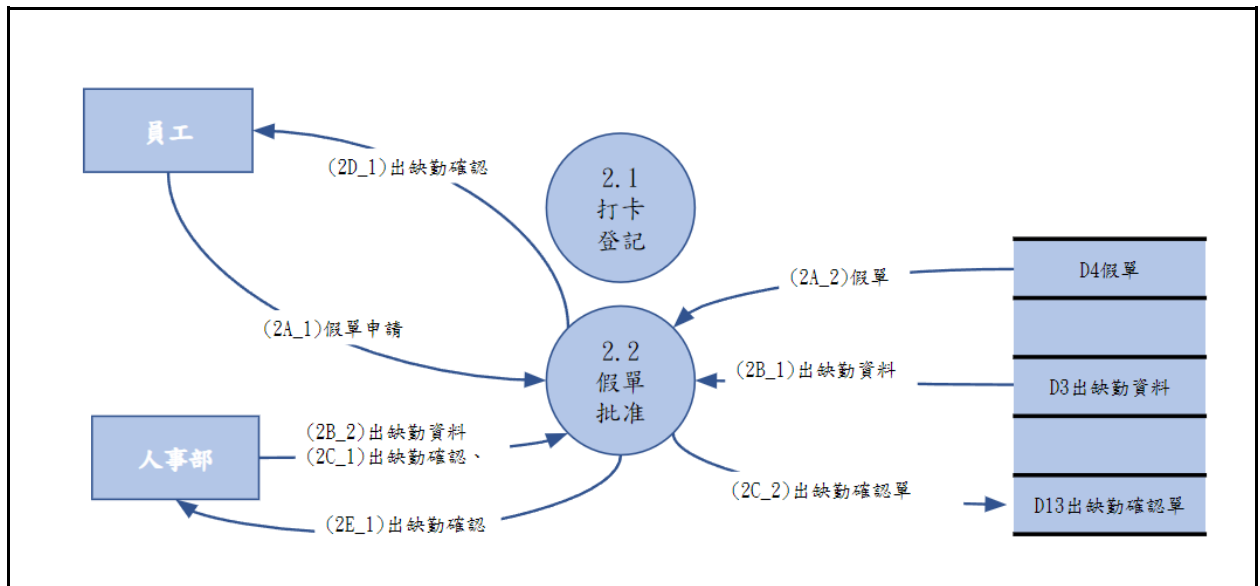 員工
(2D_1)出缺勤確認
2.1
打卡
登記
D4假單
(2A_2)假單
(2A_1)假單申請
2.2
假單
批准
(2B_1)出缺勤資料
D3出缺勤資料
人事部
(2B_2)出缺勤資料
(2C_1)出缺勤確認、
(2C_2)出缺勤確認單
D13出缺勤確認單
(2E_1)出缺勤確認